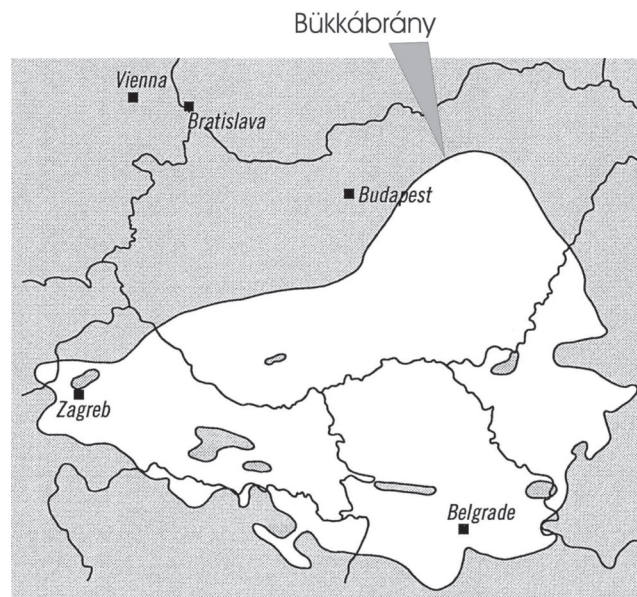 Bükkábrány
Vienna
Bratislava
Budapest
Zagreb
Belgrade